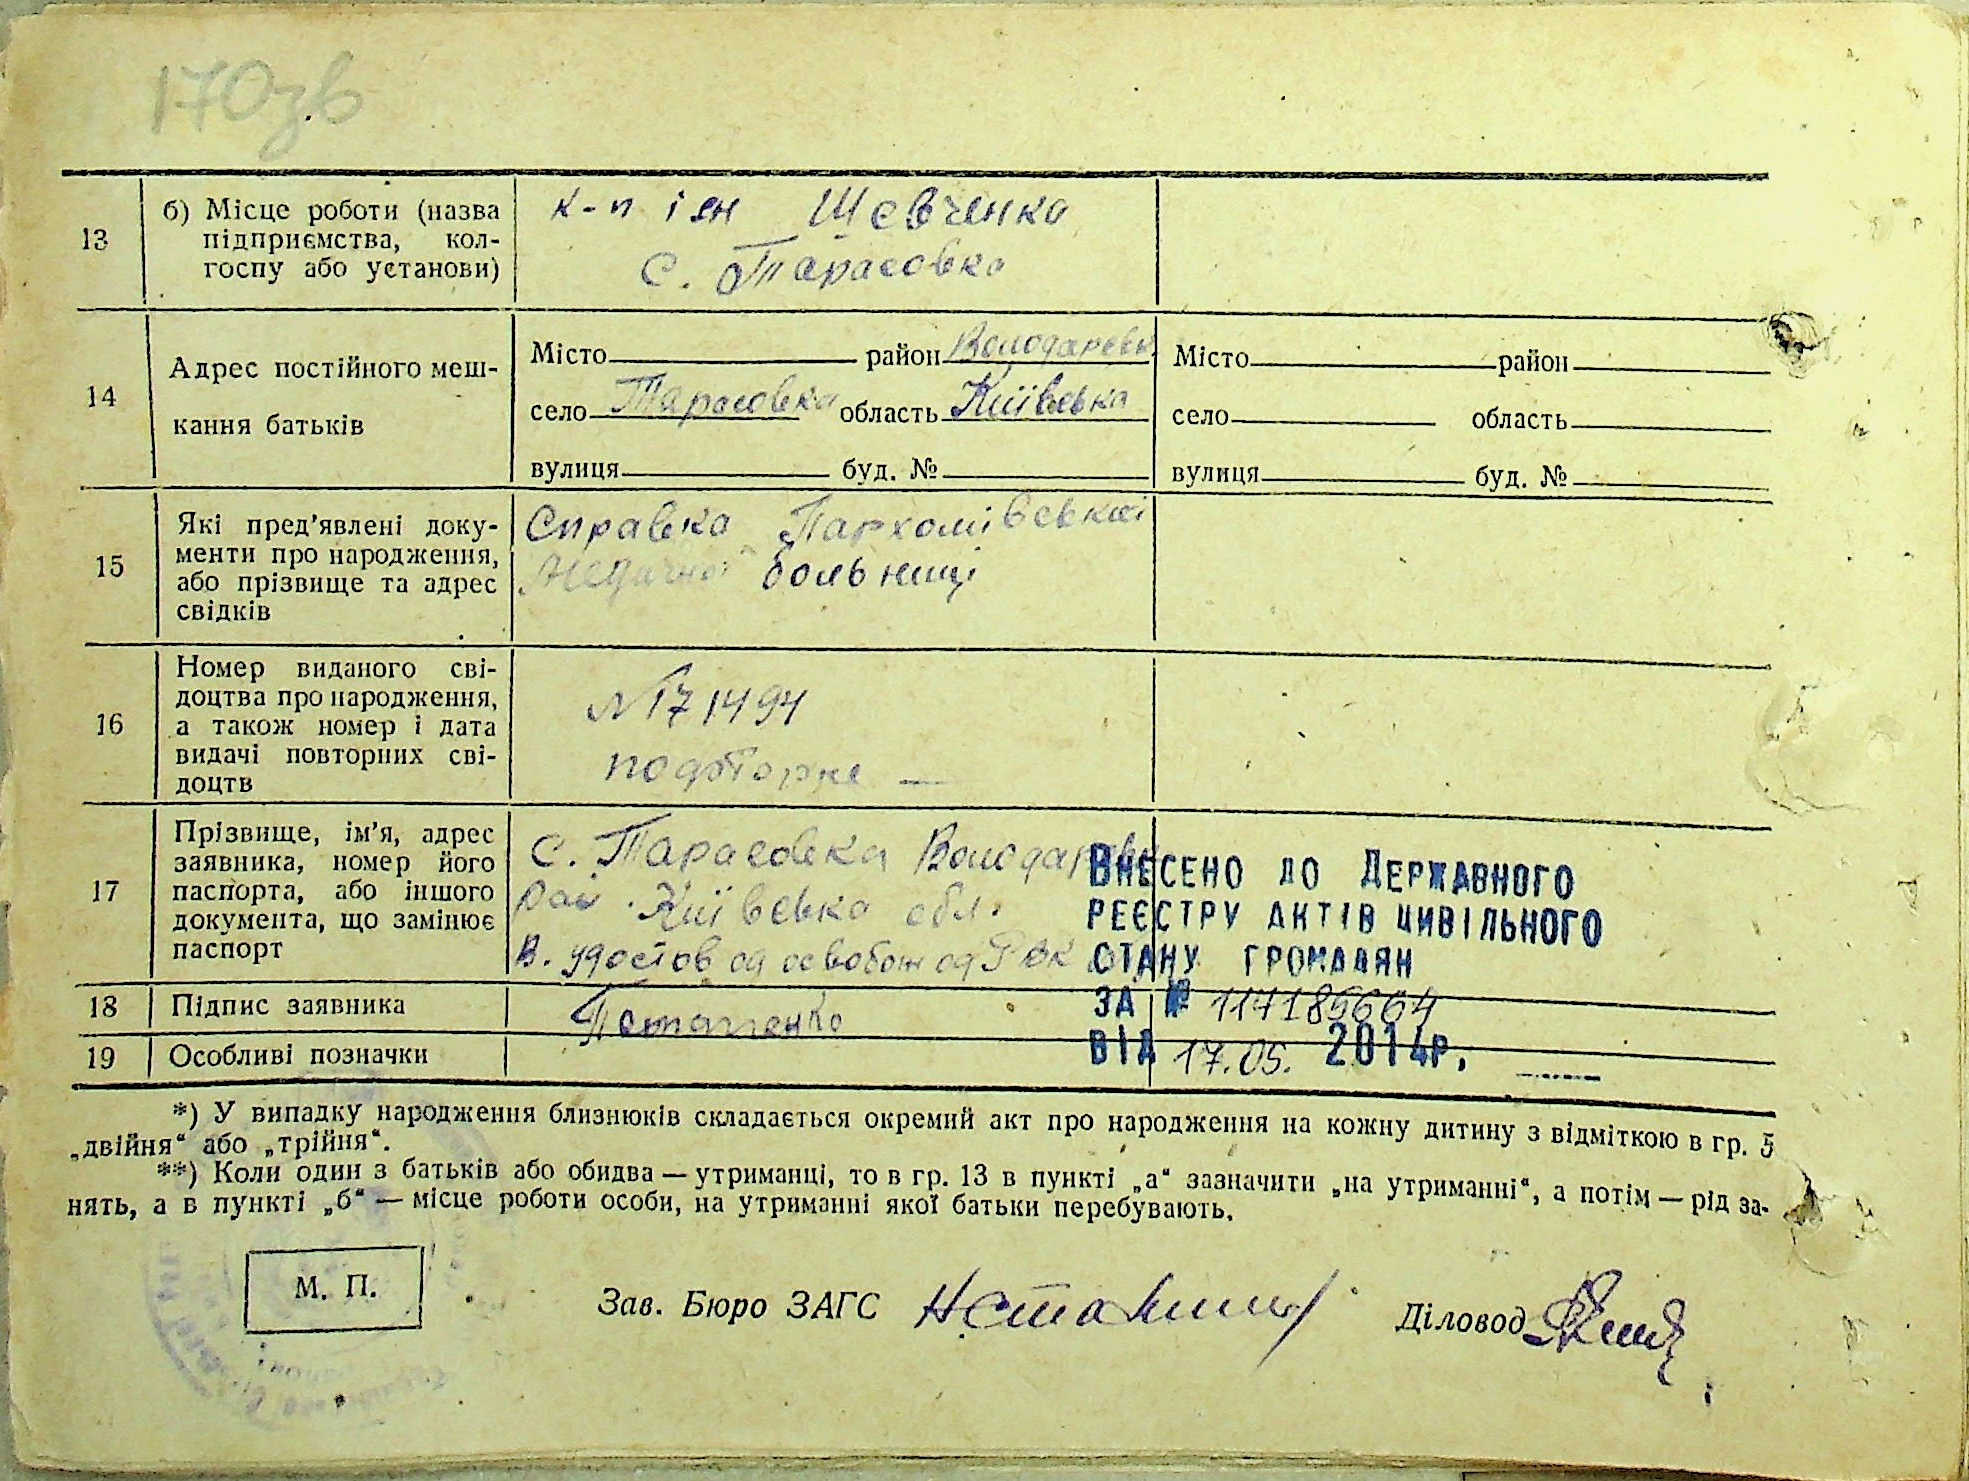 170зв
13
б) Місце роботи (назва
підприємства, кол-
госпу або установи)
к-п ім Шевченка
с. Тарасовка
14
Адрес постійного меш-
кання батьків
Місто район Володарськ
село Тарасовка область Київська
вулиця буд. №
Місто район
село область
вулиця буд. №
15
Які пред'явлені доку-
менти про народження,
або прізвище та адрес
свідків
Справка Пархомівської
больниці
16
Номер виданого сві-
доцтва про народження,
а також номер і дата
видачі повторних сві-
доцтв
№171494
17
Прізвище, ім'я, адрес
заявника, номер його
паспорта, або іншого
документа, що замінює
паспорт
с. Тарасовка
рай. Київська обл.
Внесено до Державного
реєстру актів цивільного
стану громадян
за №
від 17.05. 2014р.
18
Підпис заявника
19
Особливі позначки
*) У випадку народження близнюків складається окремий акт про народження на кожну дитину з відміткою в гр. 5
„двійня“ або „трійня“.
**) Коли один з батьків або обидва — утриманці, то в гр. 13 в пункті „а“ зазначити „на утриманні“, а потім — рід за-
нять, а в пункті „б“ — місце роботи особи, на утриманні якої батьки перебувають.
М. П.
Зав. Бюро ЗАГС
Діловод